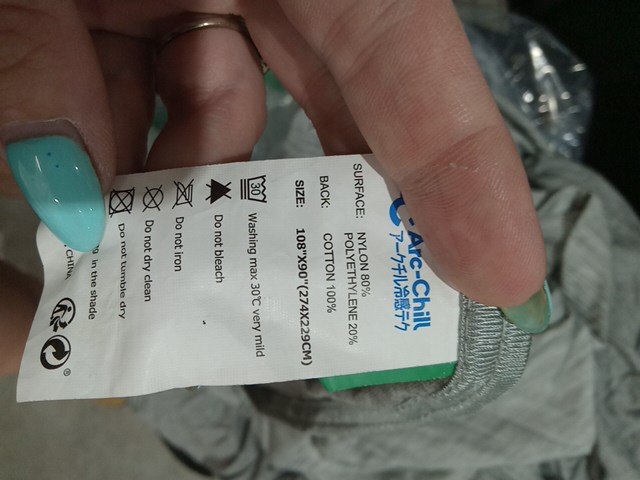 Arc-Chill
アーケチル冷感テク
SURFACE: NYLON 80%
POLYETHYLENE 20%
BACK: COTTON 100%
SIZE: 108"X90"(274X229CM)
30 Washing max 30℃ very mild
Do not bleach
Do not iron
Do not dry clean
Do not tumble dry
in the shade
CHINA
®